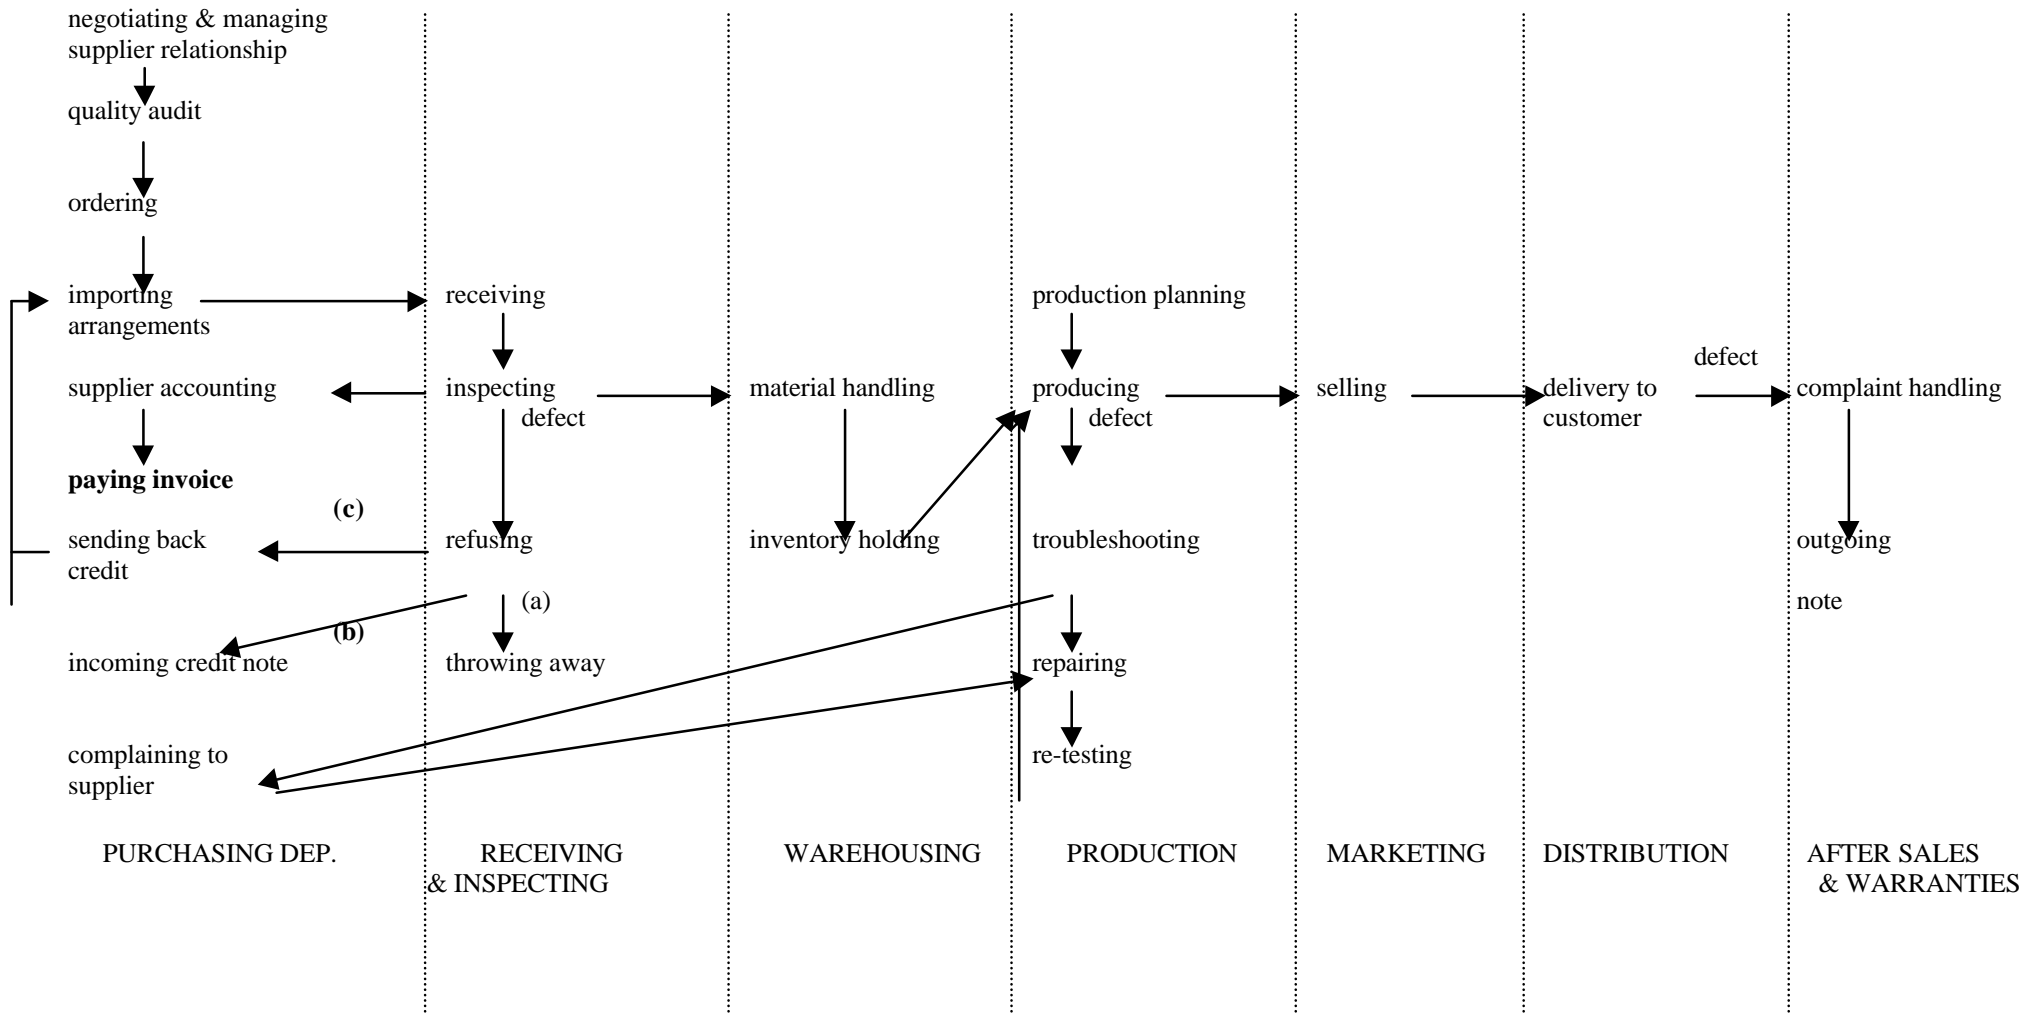 negotiating & managing
supplier relationship
quality audit
ordering
importing
arrangements
receiving
production planning
defect
supplier accounting
inspecting
defect
material handling
producing
defect
selling
delivery to
customer
complaint handling
paying invoice
(c)
sending back
credit
refusing
inventory holding
troubleshooting
outgoing
note
(a)
(b)
incoming credit note
throwing away
repairing
complaining to
supplier
re-testing
PURCHASING DEP.
RECEIVING
& INSPECTING
WAREHOUSING
PRODUCTION
MARKETING
DISTRIBUTION
AFTER SALES
& WARRANTIES